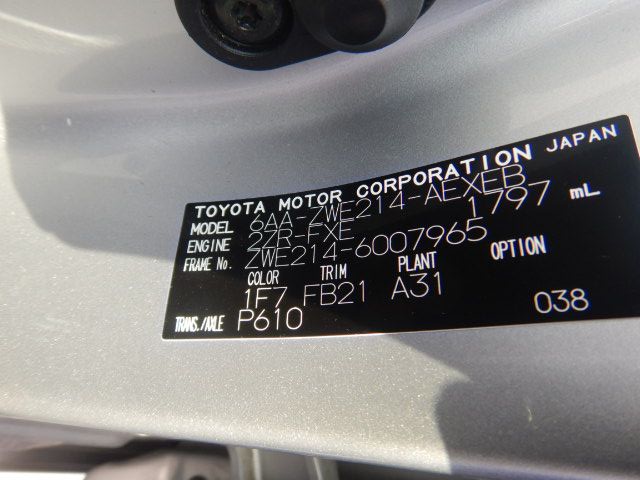 TOYOTA MOTOR CORPORATION JAPAN
MODEL 6AA-ZWE214-AEXEB
ENGINE 2ZR-FXE 1797 mL
FRAME No. ZWE214-6007965
COLOR TRIM PLANT OPTION
1F7 FB21 A31
TRANS./AXLE P610 038